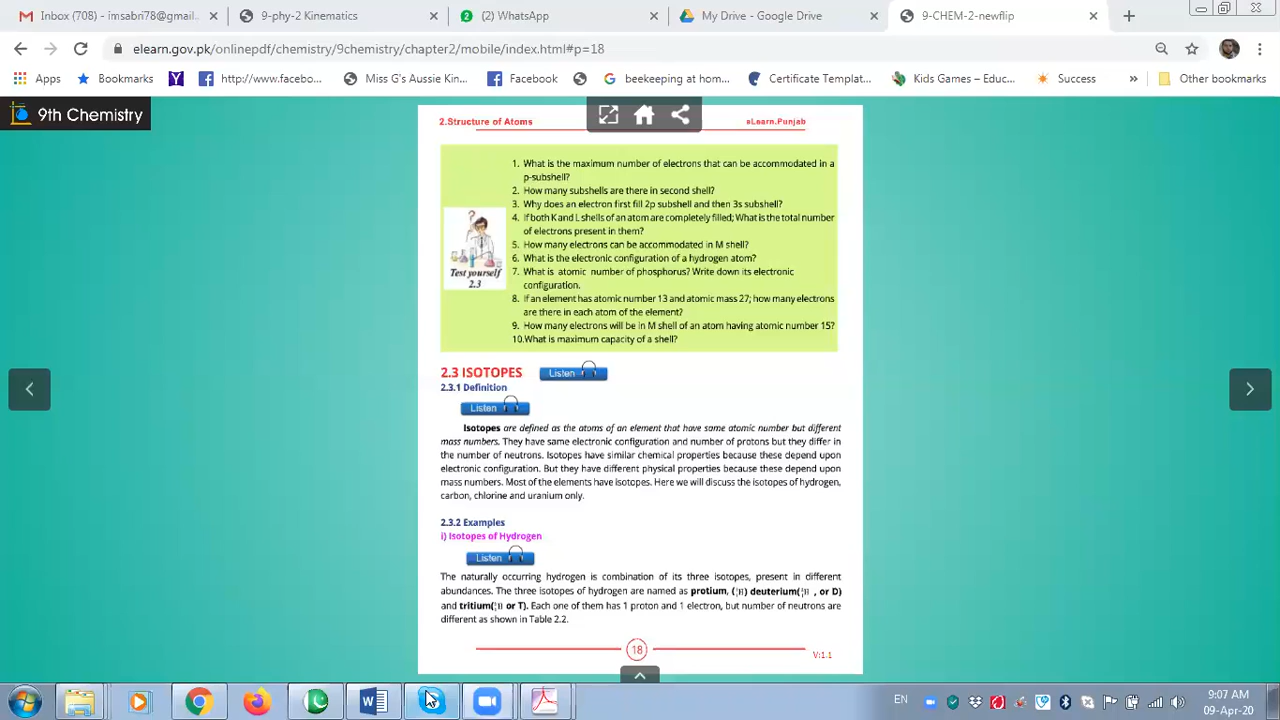 Inbox (708) - imsabri78@gmail.
9-phy-2 Kinematics
(2) WhatsApp
My Drive - Google Drive
9-CHEM-2-newflip
elearn.gov.pk/onlinepdf/chemistry/9chemistry/chapter2/mobile/index.html#p=18
Apps
Bookmarks
http://www.facebo...
Miss G's Aussie Kin...
Facebook
beekeeping at hom...
Certificate Templat...
Kids Games – Educ...
Success
»
Other bookmarks
9th Chemistry
2.Structure of Atoms
eLearn.Punjab
1. What is the maximum number of electrons that can be accommodated in a
p-subshell?
2. How many subshells are there in second shell?
3. Why does an electron first fill 2p subshell and then 3s subshell?
4. If both K and L shells of an atom are completely filled; What is the total number
of electrons present in them?
5. How many electrons can be accommodated in M shell?
6. What is the electronic configuration of a hydrogen atom?
7. What is atomic number of phosphorus? Write down its electronic
configuration.
8. If an element has atomic number 13 and atomic mass 27; how many electrons
are there in each atom of the element?
9. How many electrons will be in M shell of an atom having atomic number 15?
10.What is maximum capacity of a shell?
Test yourself
2.3
2.3 ISOTOPES
Listen
2.3.1 Definition
Listen
Isotopes are defined as the atoms of an element that have same atomic number but different
mass numbers. They have same electronic configuration and number of protons but they differ in
the number of neutrons. Isotopes have similar chemical properties because these depend upon
electronic configuration. But they have different physical properties because these depend upon
mass numbers. Most of the elements have isotopes. Here we will discuss the isotopes of hydrogen,
carbon, chlorine and uranium only.
2.3.2 Examples
i) Isotopes of Hydrogen
Listen
The naturally occurring hydrogen is combination of its three isotopes, present in different
abundances. The three isotopes of hydrogen are named as protium, ( H) deuterium( H , or D)
and tritium( H or T). Each one of them has 1 proton and 1 electron, but number of neutrons are
different as shown in Table 2.2.
18
V:1.1
EN
9:07 AM
09-Apr-20